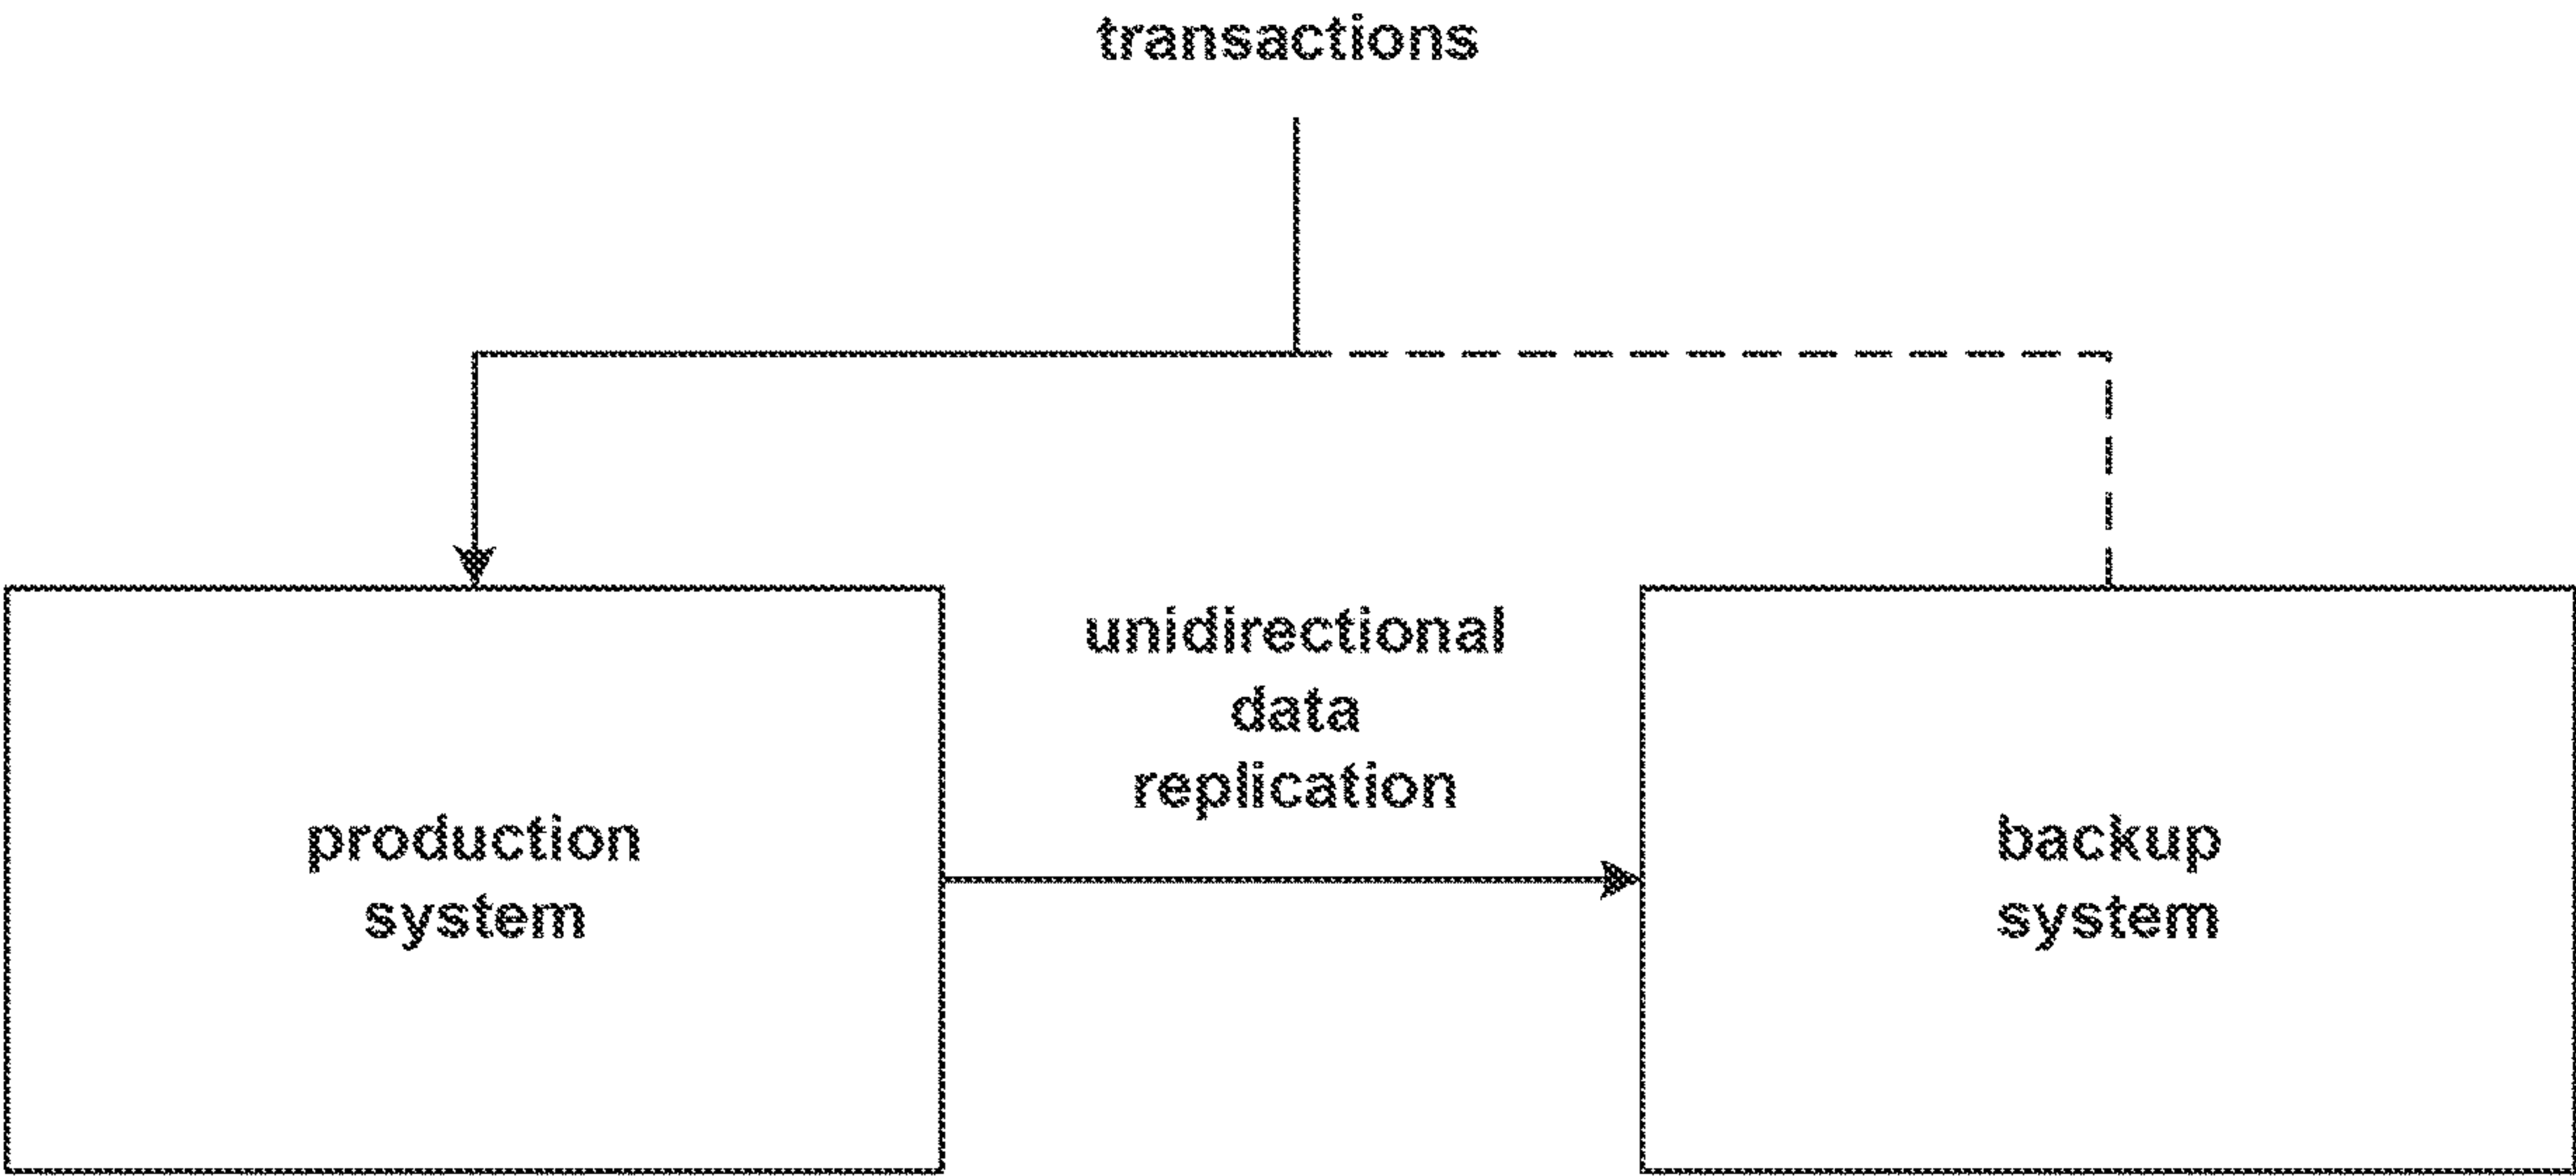 transactions
unidirectional
data
replication
production
system
backup
system